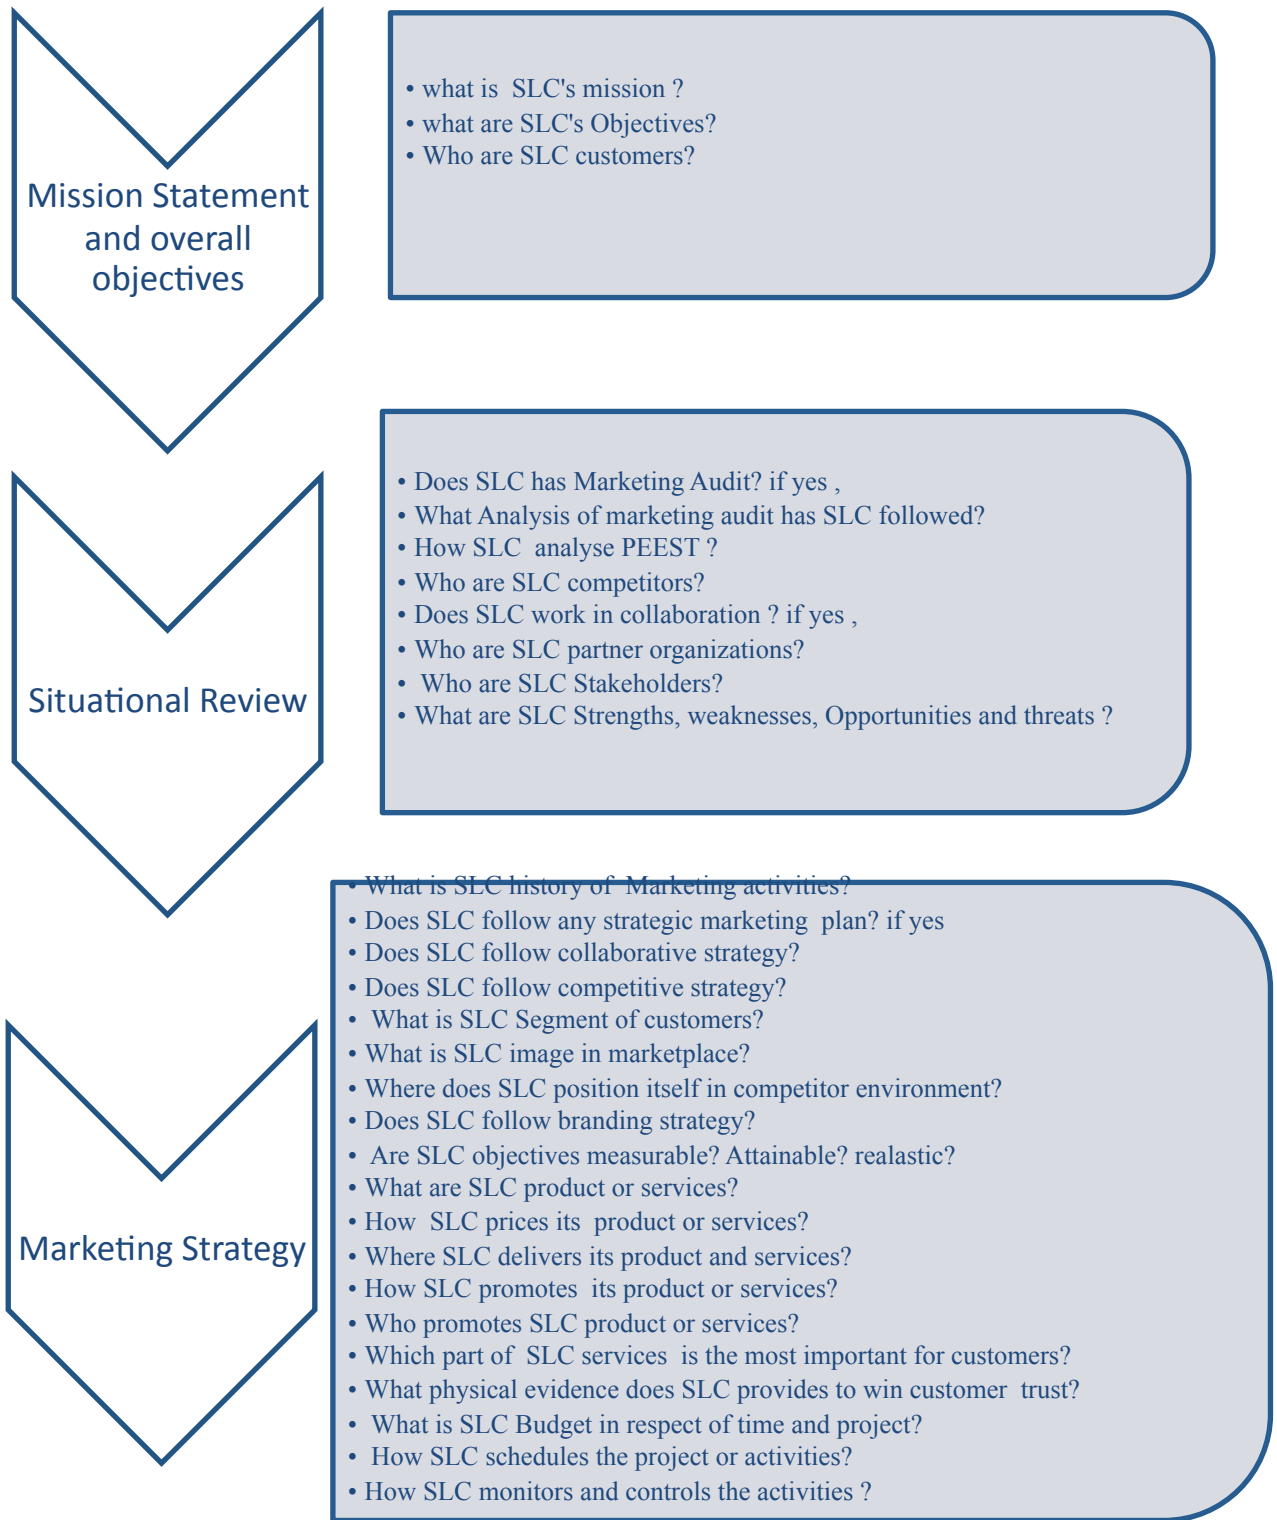 Mission Statement
and overall
objectives
• what is  SLC's mission ?
• what are SLC's Objectives?
• Who are SLC customers?
Situational Review
• Does SLC has Marketing Audit? if yes ,
• What Analysis of marketing audit has SLC followed?
• How SLC  analyse PEEST ?
• Who are SLC competitors?
• Does SLC work in collaboration ? if yes ,
• Who are SLC partner organizations?
•  Who are SLC Stakeholders?
• What are SLC Strengths, weaknesses, Opportunities and threats ?
Marketing Strategy
• What is SLC history of  Marketing activities?
• Does SLC follow any strategic marketing  plan? if yes
• Does SLC follow collaborative strategy?
• Does SLC follow competitive strategy?
•  What is SLC Segment of customers?
• What is SLC image in marketplace?
• Where does SLC position itself in competitor environment?
• Does SLC follow branding strategy?
•  Are SLC objectives measurable? Attainable? realastic?
• What are SLC product or services?
• How  SLC prices its  product or services?
• Where SLC delivers its product and services?
• How SLC promotes  its product or services?
• Who promotes SLC product or services?
• Which part of  SLC services  is the most important for customers?
• What physical evidence does SLC provides to win customer  trust?
•  What is SLC Budget in respect of time and project?
•  How SLC schedules the project or activities?
• How SLC monitors and controls the activities ?